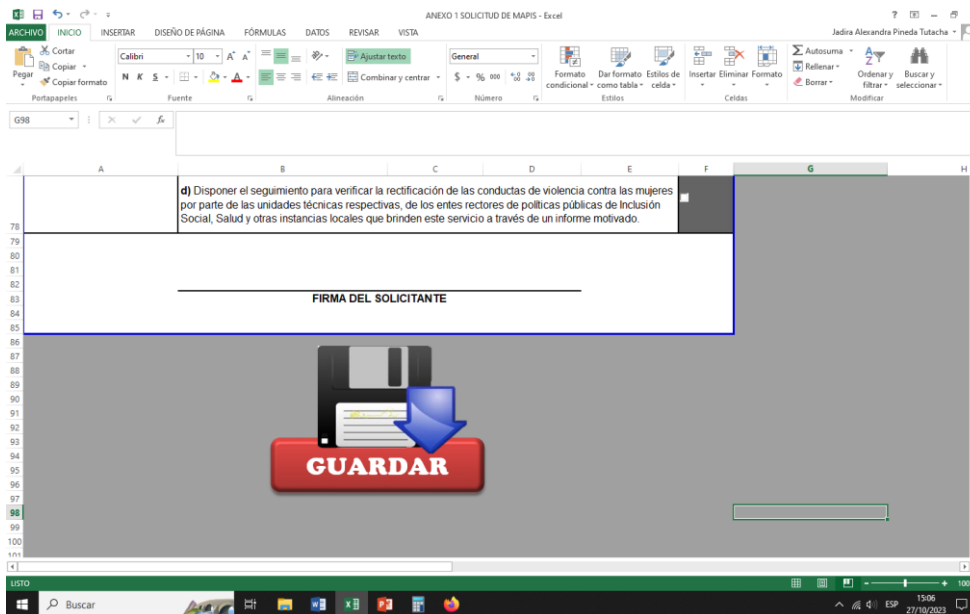 ANEXO 1 SOLICITUD DE MAPIS - Excel
ARCHIVO INICIO INSERTAR DISEÑO DE PÁGINA FÓRMULAS DATOS REVISAR VISTA Jadira Alexandra Pineda Tutacha
Pegar
Cortar
Copiar
Copiar formato
Portapapeles
Calibri 10
N K S
Fuente
Ajustar texto
Combinar y centrar
Alineación
General
$ % 000
Número
Formato condicional
Dar formato como tabla
Estilos de celda
Estilos
Insertar Eliminar Formato
Celdas
Autosuma
Rellenar
Borrar
Ordenar y filtrar
Buscar y seleccionar
Modificar
G98
A B C D E F G H
d) Disponer el seguimiento para verificar la rectificación de las conductas de violencia contra las mujeres
por parte de las unidades técnicas respectivas, de los entes rectores de políticas públicas de Inclusión
Social, Salud y otras instancias locales que brinden este servicio a través de un informe motivado.
78
79
80
81
82
83 FIRMA DEL SOLICITANTE
84
85
86
87
88
89
90
91
92
93
94
95 GUARDAR
96
97
98
99
100
101
LISTO 100
Buscar
ESP
15:06
27/10/2023